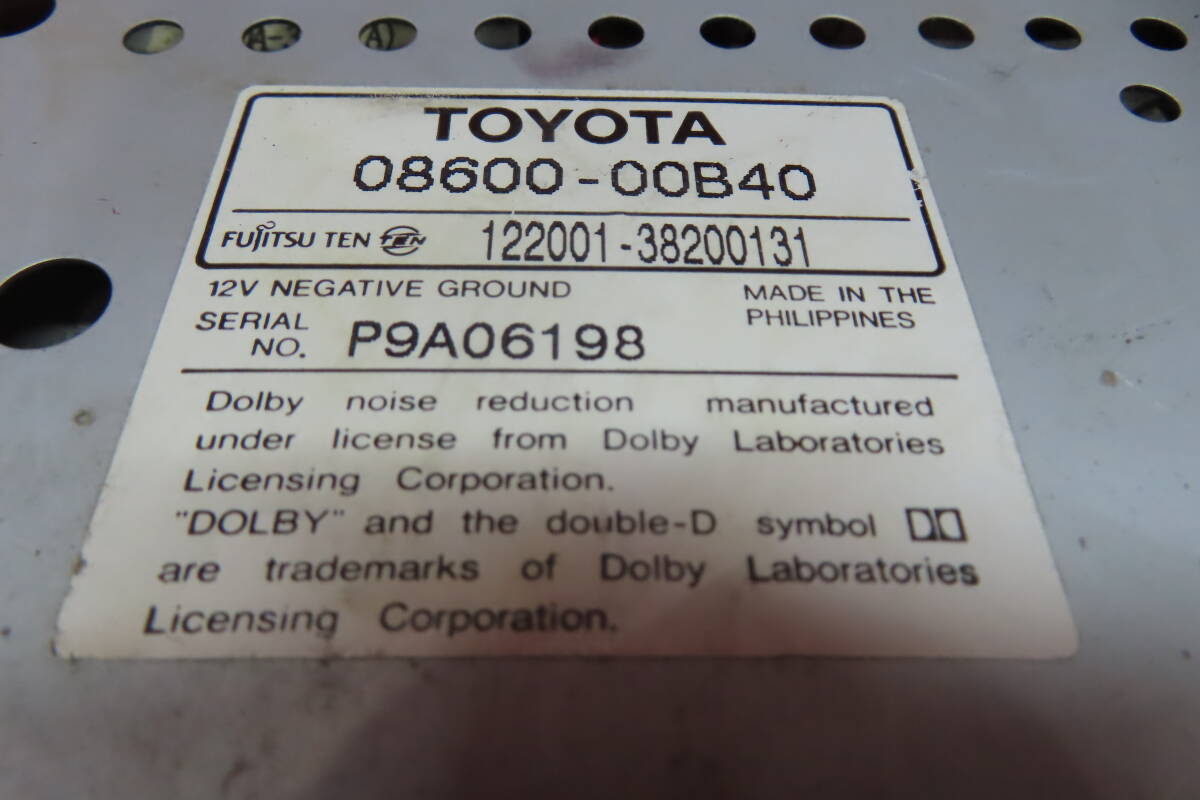 TOYOTA
08600-00B40
FUJITSU TEN TEN 122001-38200131
12V NEGATIVE GROUND
MADE IN THE
PHILIPPINES
SERIAL
NO. P9A06198
Dolby noise reduction manufactured
under license from Dolby Laboratories
Licensing Corporation.
"DOLBY" and the double-D symbol
are trademarks of Dolby Laboratories
Licensing Corporation.